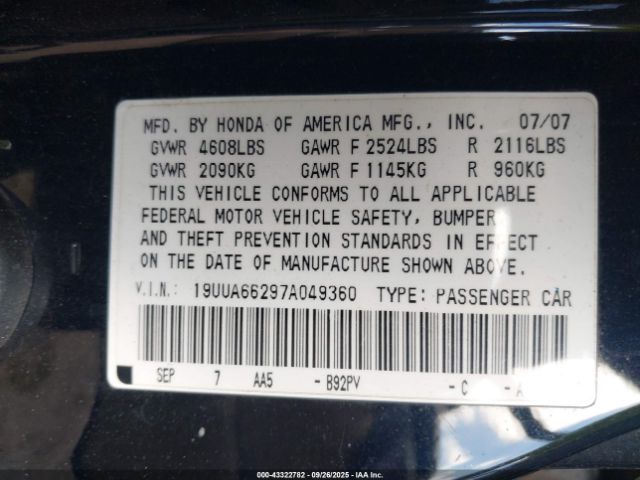 MFD. BY HONDA OF AMERICA MFG., INC. 07/07
GVWR 4608LBS GAWR F 2524LBS R 2116LBS
GVWR 2090KG GAWR F 1145KG R 960KG
THIS VEHICLE CONFORMS TO ALL APPLICABLE
FEDERAL MOTOR VEHICLE SAFETY, BUMPER
AND THEFT PREVENTION STANDARDS IN EFFECT
ON THE DATE OF MANUFACTURE SHOWN ABOVE.
V.I.N.: 19UUA66297A049360 TYPE: PASSENGER CAR
SEP 7 AA5 -B92PV -C -A
000-43322782 - 09/26/2025 - IAA Inc.